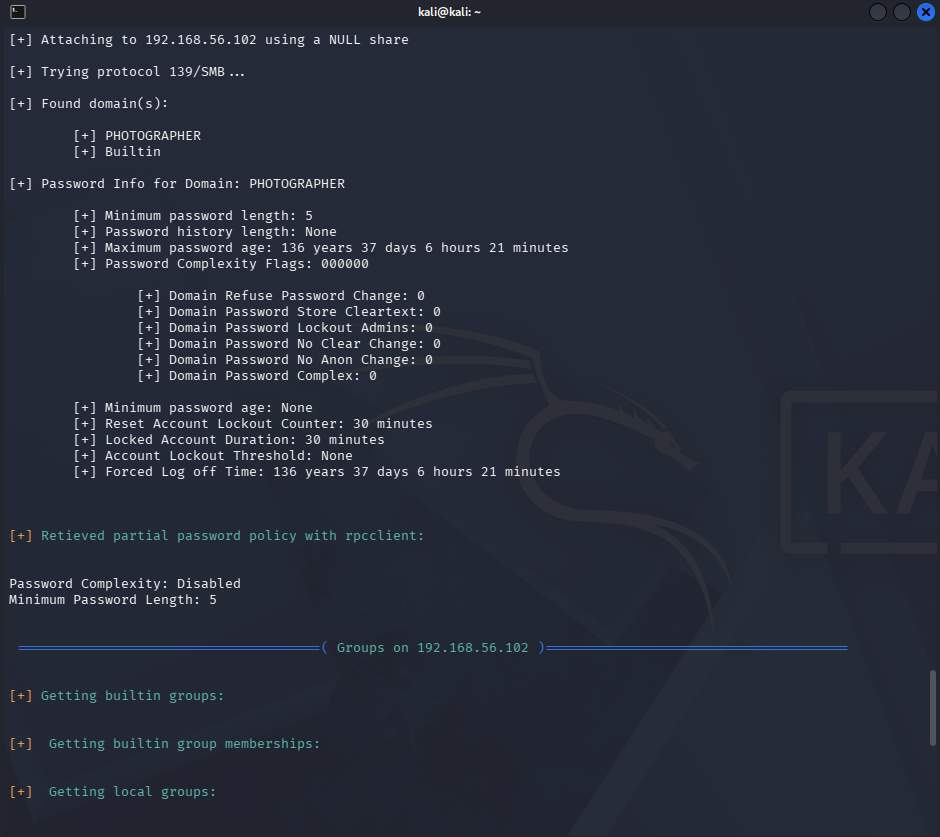 kali@kali: ~
[+] Attaching to 192.168.56.102 using a NULL share
[+] Trying protocol 139/SMB...
[+] Found domain(s):
[+] PHOTOGRAPHER
[+] Builtin
[+] Password Info for Domain: PHOTOGRAPHER
[+] Minimum password length: 5
[+] Password history length: None
[+] Maximum password age: 136 years 37 days 6 hours 21 minutes
[+] Password Complexity Flags: 000000
[+] Domain Refuse Password Change: 0
[+] Domain Password Store Cleartext: 0
[+] Domain Password Lockout Admins: 0
[+] Domain Password No Clear Change: 0
[+] Domain Password No Anon Change: 0
[+] Domain Password Complex: 0
[+] Minimum password age: None
[+] Reset Account Lockout Counter: 30 minutes
[+] Locked Account Duration: 30 minutes
[+] Account Lockout Threshold: None
[+] Forced Log off Time: 136 years 37 days 6 hours 21 minutes
[+] Retieved partial password policy with rpcclient:
Password Complexity: Disabled
Minimum Password Length: 5
( Groups on 192.168.56.102 )
[+] Getting builtin groups:
[+]  Getting builtin group memberships:
[+]  Getting local groups:
KA